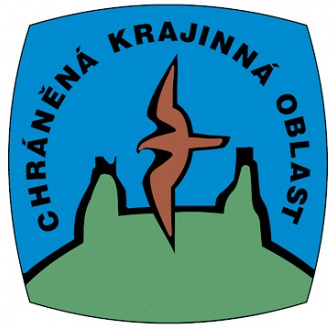 CHRÁNĚNÁ KRAJINNÁ OBLAST